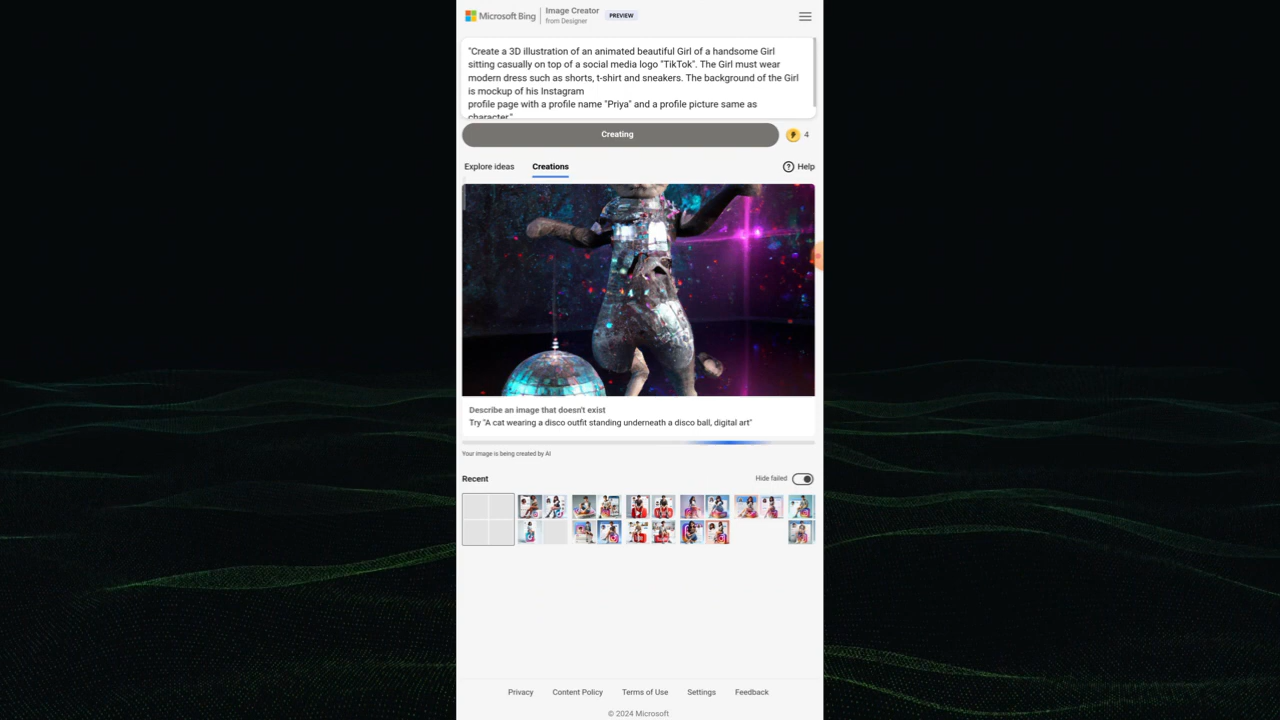 Microsoft Bing
Image Creator
from Designer
PREVIEW
"Create a 3D illustration of an animated beautiful Girl of a handsome Girl
sitting casually on top of a social media logo "TikTok". The Girl must wear
modern dress such as shorts, t-shirt and sneakers. The background of the Girl
is mockup of his Instagram
profile page with a profile name "Priya" and a profile picture same as
character"
Creating
4
Explore ideas
Creations
? Help
Describe an image that doesn't exist
Try "A cat wearing a disco outfit standing underneath a disco ball, digital art"
Your image is being created by AI
Recent
Hide failed
Privacy
Content Policy
Terms of Use
Settings
Feedback
© 2024 Microsoft